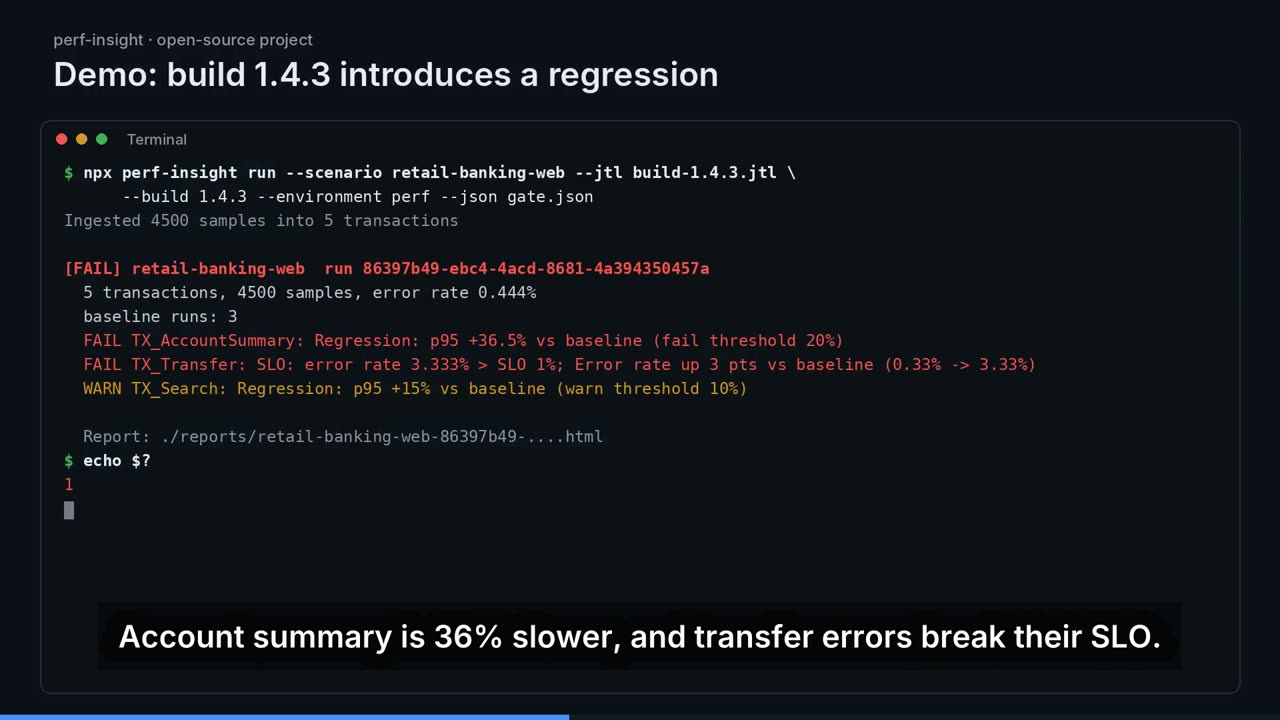 perf-insight · open-source project
Demo: build 1.4.3 introduces a regression
Terminal
$ npx perf-insight run --scenario retail-banking-web --jtl build-1.4.3.jtl \
--build 1.4.3 --environment perf --json gate.json
Ingested 4500 samples into 5 transactions
[FAIL] retail-banking-web  run 86397b49-ebc4-4acd-8681-4a394350457a
5 transactions, 4500 samples, error rate 0.444%
baseline runs: 3
FAIL TX_AccountSummary: Regression: p95 +36.5% vs baseline (fail threshold 20%)
FAIL TX_Transfer: SLO: error rate 3.333% > SLO 1%; Error rate up 3 pts vs baseline (0.33% -> 3.33%)
WARN TX_Search: Regression: p95 +15% vs baseline (warn threshold 10%)
Report: ./reports/retail-banking-web-86397b49-....html
$ echo $?
1
Account summary is 36% slower, and transfer errors break their SLO.